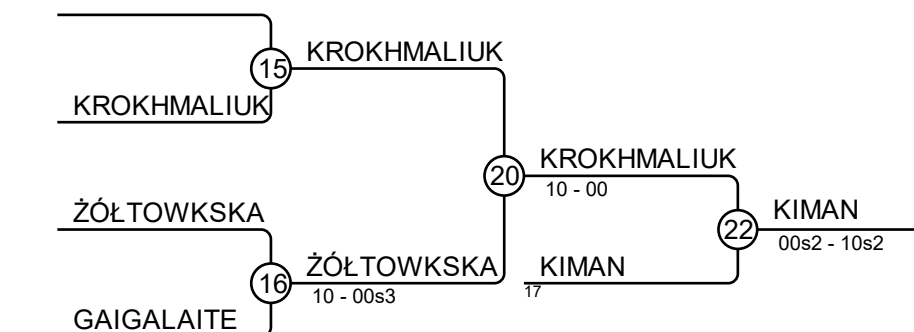 KROKHMALIUK
15
KROKHMALIUK
KROKHMALIUK
20
10 - 00
ŻÓŁTOWKSKA
KIMAN
22
00s2 - 10s2
ŻÓŁTOWKSKA
KIMAN
16
17
10 - 00s3
GAIGALAITE